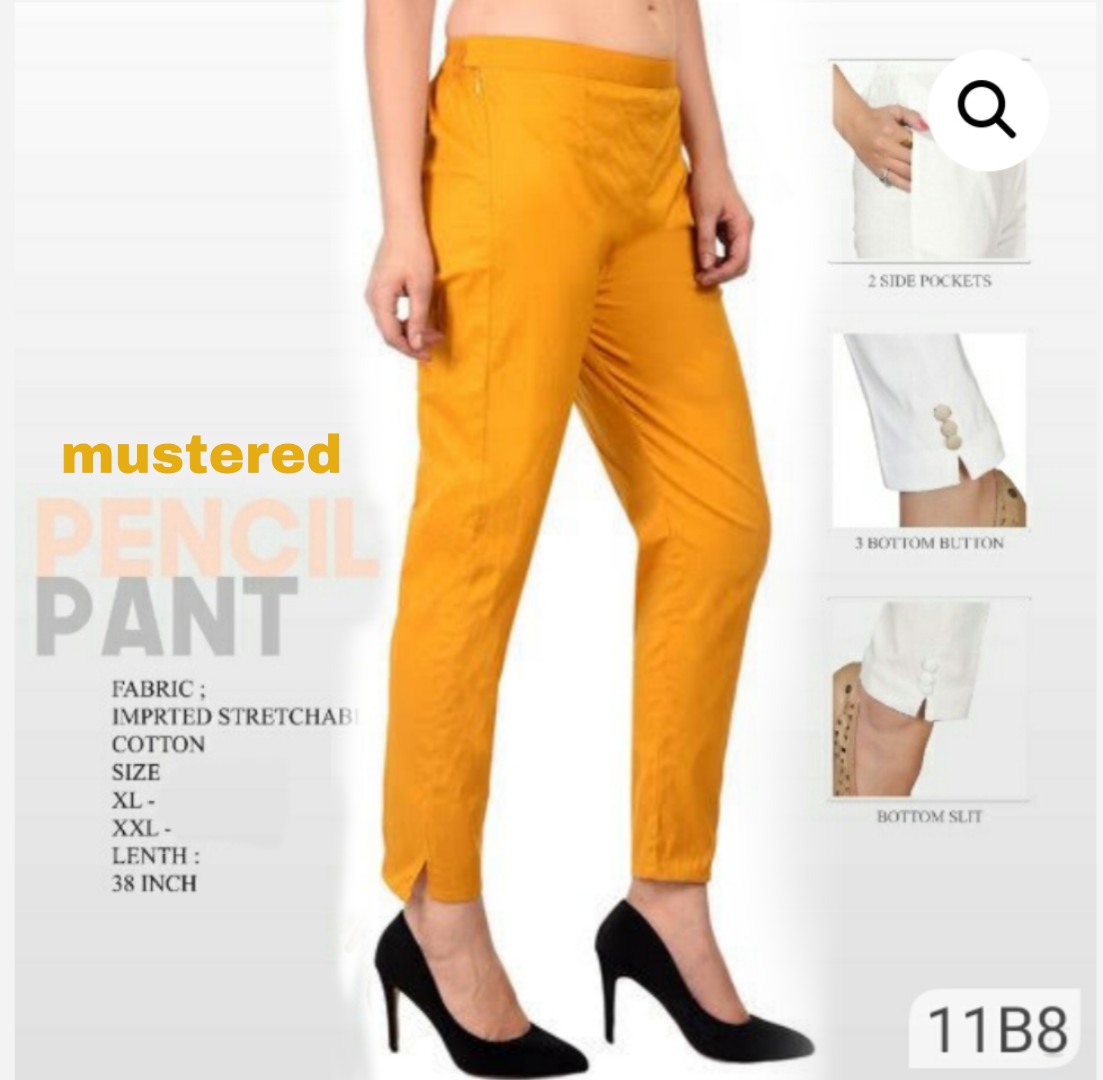 mustered
PENCIL
PANT
FABRIC ;
IMPRTED STRETCHABl
COTTON
SIZE
XL -
XXL -
LENTH :
38 INCH
2 SIDE POCKETS
3 BOTTOM BUTTON
BOTTOM SLIT
11B8